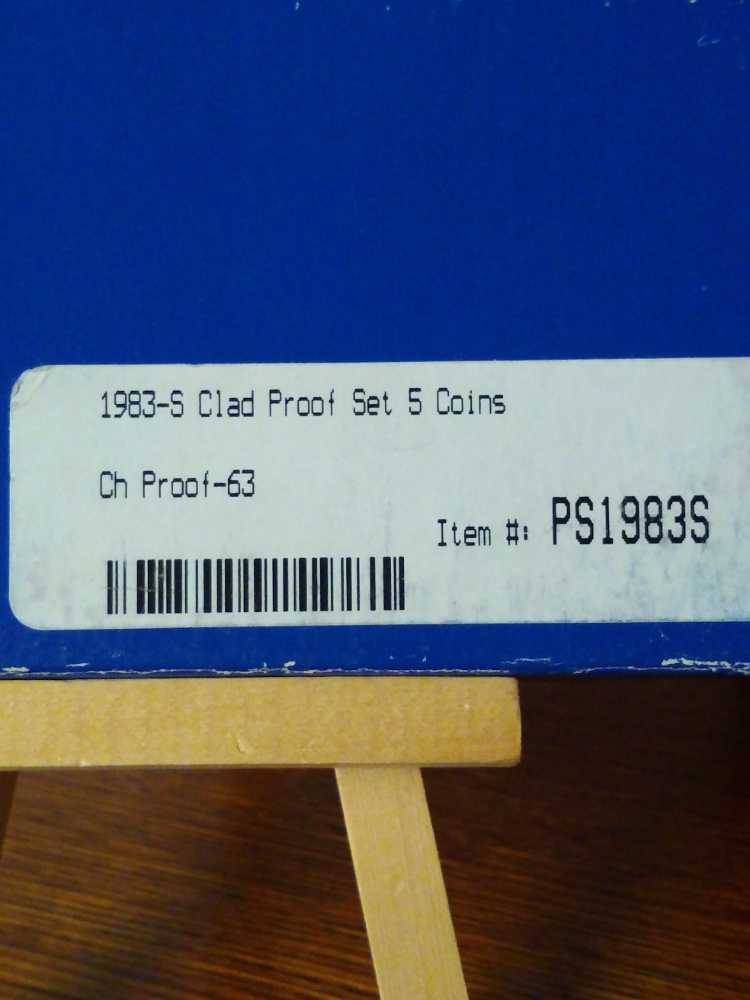 1983-S Clad Proof Set 5 Coins
Ch Proof-63
Item #: PS1983S